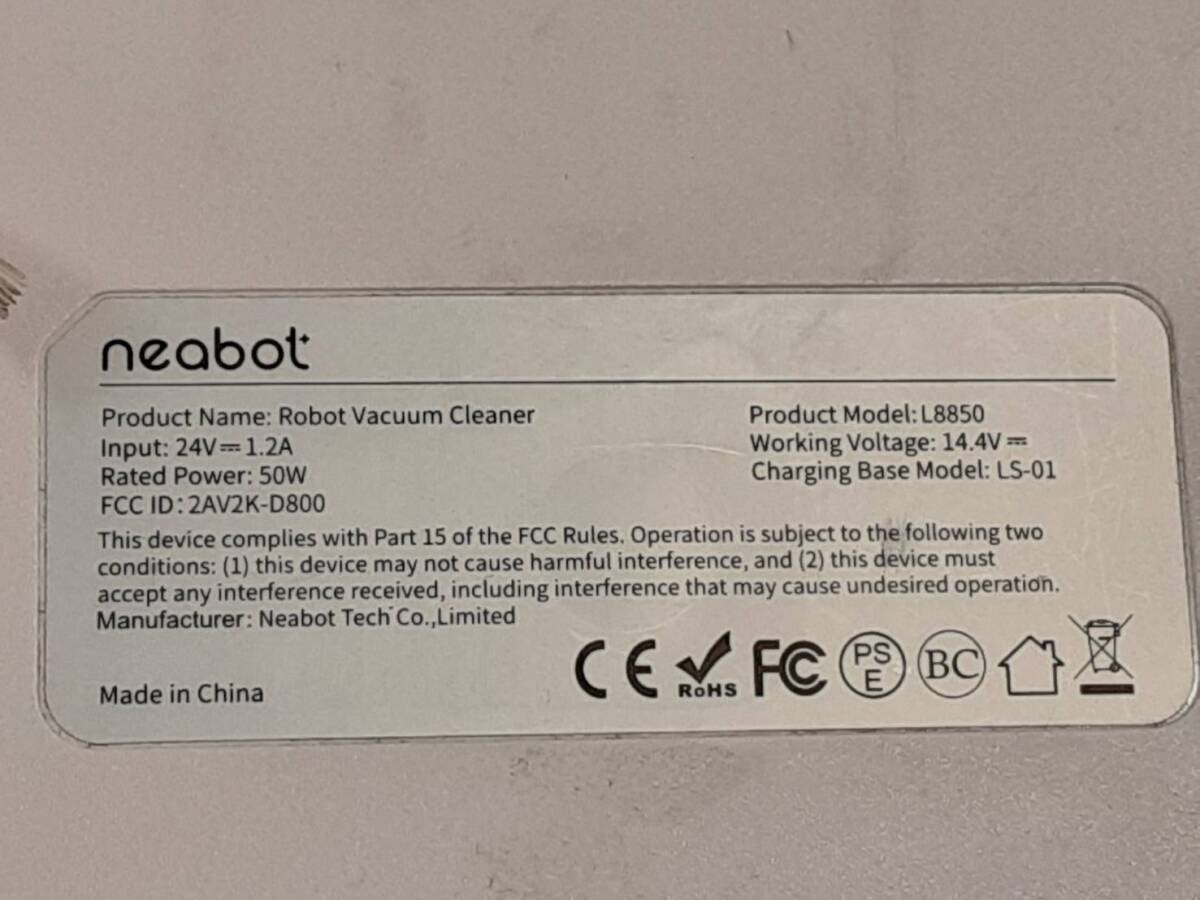 neabot
Product Name: Robot Vacuum Cleaner
Input: 24V⎓1.2A
Rated Power: 50W
FCC ID: 2AV2K-D800
Product Model: L8850
Working Voltage: 14.4V⎓
Charging Base Model: LS-01
This device complies with Part 15 of the FCC Rules. Operation is subject to the following two
conditions: (1) this device may not cause harmful interference, and (2) this device must
accept any interference received, including interference that may cause undesired operation.
Manufacturer: Neabot Tech Co.,Limited
Made in China
CE
RoHS
FC
PS
E
BC